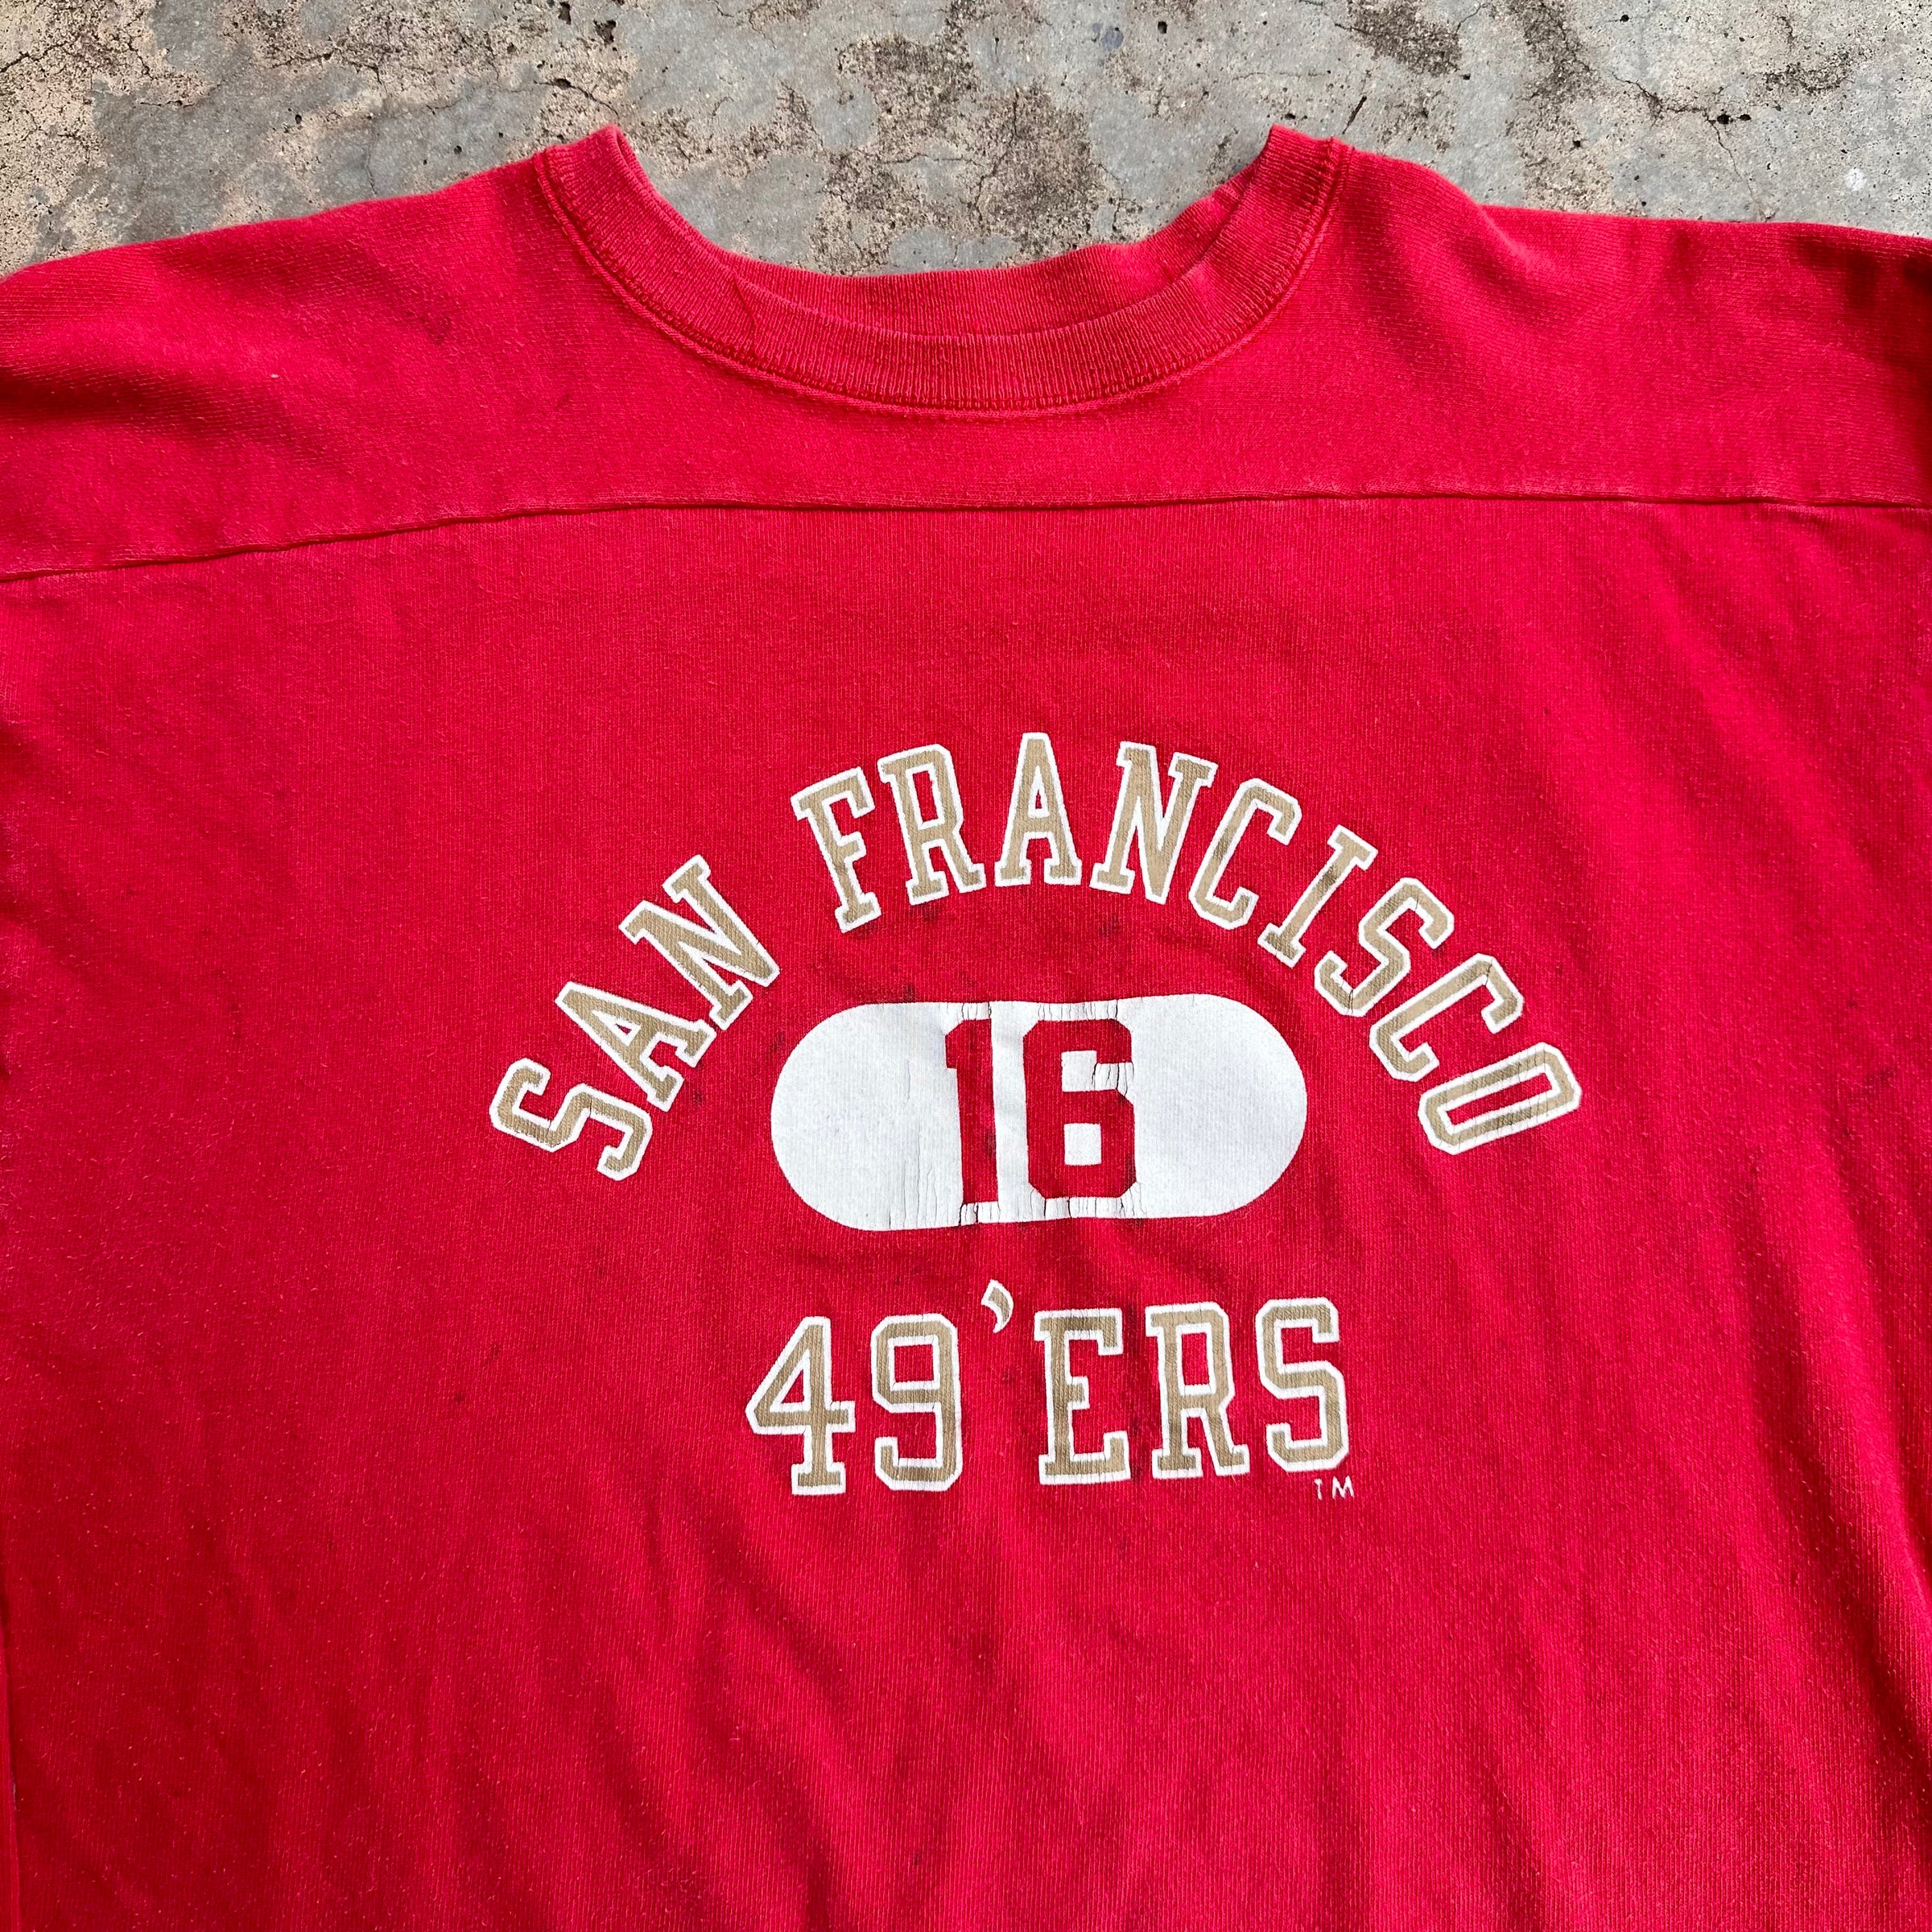 SAN FRANCISCO
16
49'ERS
TM